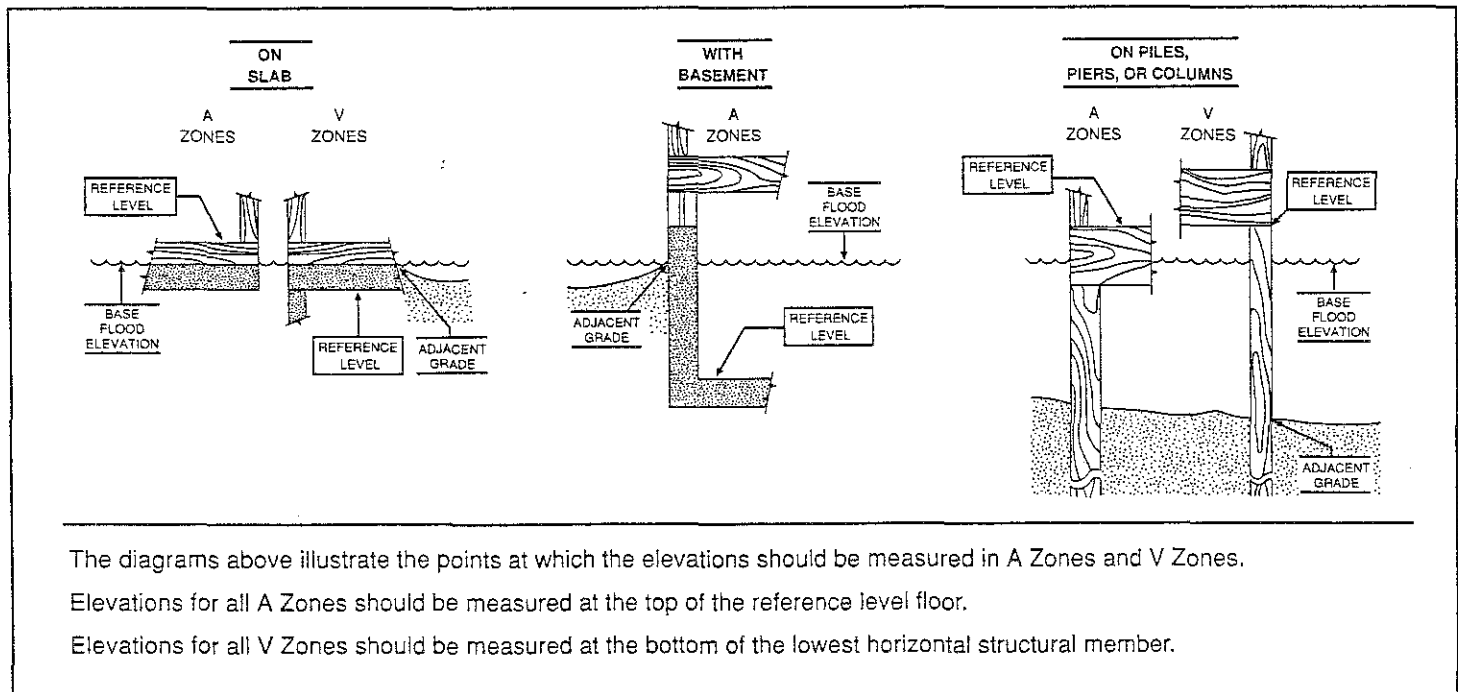 ON
SLAB
A
ZONES
V
ZONES
REFERENCE
LEVEL
BASE
FLOOD
ELEVATION
REFERENCE
LEVEL
ADJACENT
GRADE
WITH
BASEMENT
A
ZONES
BASE
FLOOD
ELEVATION
ADJACENT
GRADE
REFERENCE
LEVEL
ON PILES,
PIERS, OR COLUMNS
A
ZONES
V
ZONES
REFERENCE
LEVEL
REFERENCE
LEVEL
BASE
FLOOD
ELEVATION
ADJACENT
GRADE
The diagrams above illustrate the points at which the elevations should be measured in A Zones and V Zones.
Elevations for all A Zones should be measured at the top of the reference level floor.
Elevations for all V Zones should be measured at the bottom of the lowest horizontal structural member.